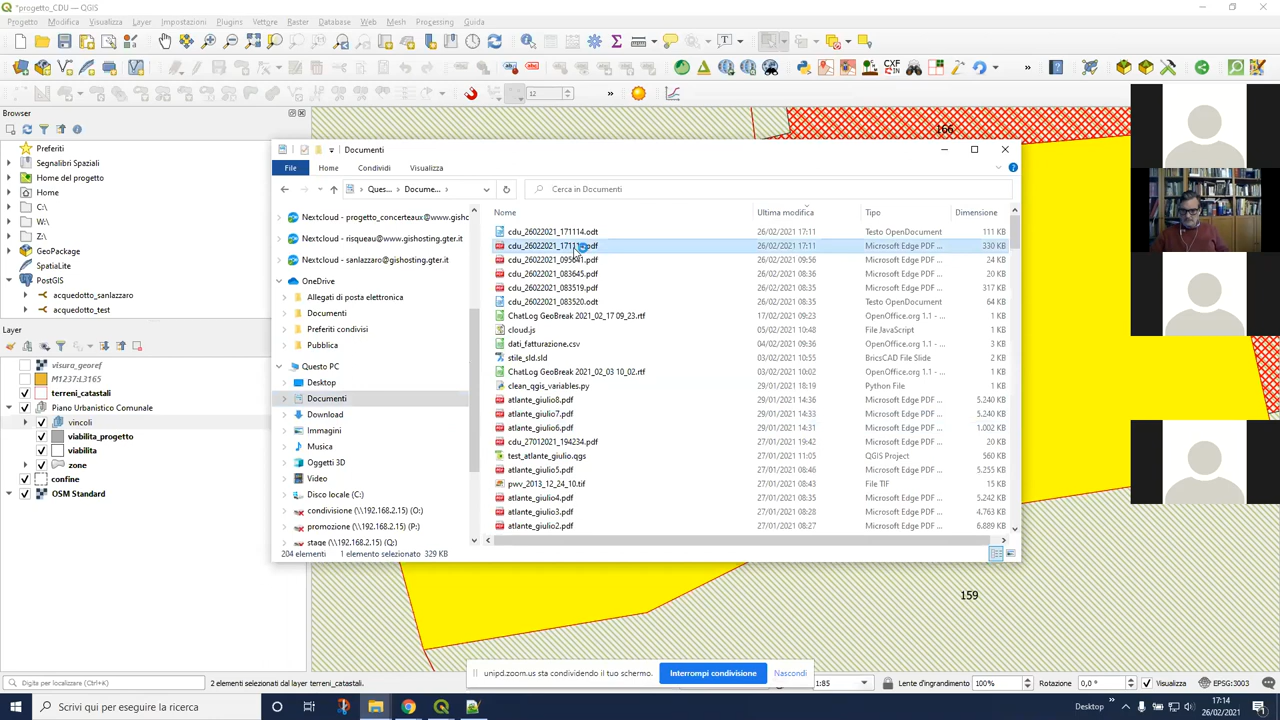 *progetto_CDU — QGIS
Progetto Modifica Visualizza Layer Impostazioni Plugins Vettore Raster Database Web Mesh Processing Guida
12
CXF
IN
Browser
Preferiti
Segnalibri Spaziali
Home del progetto
Home
C:\
W:\
Z:\
GeoPackage
SpatiaLite
PostGIS
acquedotto_sanlazzaro
acquedotto_test
Layer
visura_georef
M1237:L3165
terreni_catastali
Piano Urbanistico Comunale
vincoli
viabilita_progetto
viabilita
zone
confine
OSM Standard
166
159
Documenti
File Home Condividi Visualizza
Ques... Docume...
Cerca in Documenti
Nextcloud - progetto_concerteaux@www.gisho
Nextcloud - risqueau@www.gishosting.gter.it
Nextcloud - sanlazzaro@gishosting.gter.it
OneDrive
Allegati di posta elettronica
Documenti
Preferiti condivisi
Pubblica
Questo PC
Desktop
Documenti
Download
Immagini
Musica
Oggetti 3D
Video
Disco locale (C:)
condivisione (\\192.168.2.15) (O:)
promozione (\\192.168.2.15) (P:)
stage (\\192.168.2.15) (Q:)
Nome Ultima modifica Tipo Dimensione
cdu_26022021_171114.odt 26/02/2021 17:11 Testo OpenDocument 111 KB
cdu_26022021_171114.pdf 26/02/2021 17:11 Microsoft Edge PDF ... 330 KB
cdu_26022021_095641.pdf 26/02/2021 09:56 Microsoft Edge PDF ... 24 KB
cdu_26022021_083645.pdf 26/02/2021 08:36 Microsoft Edge PDF ... 20 KB
cdu_26022021_083519.pdf 26/02/2021 08:35 Microsoft Edge PDF ... 317 KB
cdu_26022021_083520.odt 26/02/2021 08:35 Testo OpenDocument 64 KB
ChatLog GeoBreak 2021_02_17 09_23.rtf 17/02/2021 09:23 OpenOffice.org 1.1 - ... 1 KB
cloud.js 05/02/2021 10:48 File JavaScript 1 KB
dati_fatturazione.csv 04/02/2021 09:36 OpenOffice.org 1.1 - ... 1 KB
stile_sld.sld 03/02/2021 10:55 BricsCAD File Slide 2 KB
ChatLog GeoBreak 2021_02_03 10_02.rtf 03/02/2021 10:02 OpenOffice.org 1.1 - ... 1 KB
clean_qgis_variables.py 29/01/2021 18:19 Python File 1 KB
atlante_giulio8.pdf 29/01/2021 14:36 Microsoft Edge PDF ... 5.240 KB
atlante_giulio7.pdf 29/01/2021 14:33 Microsoft Edge PDF ... 5.240 KB
atlante_giulio6.pdf 29/01/2021 14:31 Microsoft Edge PDF ... 1.002 KB
cdu_27012021_194234.pdf 27/01/2021 19:42 Microsoft Edge PDF ... 20 KB
test_atlante_giulio.qgs 27/01/2021 11:05 QGIS Project 560 KB
atlante_giulio5.pdf 27/01/2021 08:46 Microsoft Edge PDF ... 5.255 KB
pwv_2013_12_24_10.tif 27/01/2021 08:43 File TIF 15 KB
atlante_giulio4.pdf 27/01/2021 08:35 Microsoft Edge PDF ... 5.242 KB
atlante_giulio3.pdf 27/01/2021 08:28 Microsoft Edge PDF ... 4.763 KB
atlante_giulio2.pdf 27/01/2021 08:27 Microsoft Edge PDF ... 6.889 KB
204 elementi 1 elemento selezionato 329 KB
unipd.zoom.us sta condividendo il tuo schermo. Interrompi condivisione Nascondi
Digita per localizzare (Ctrl+K) 2 elementi selezionati dal layer terreni_catastali. 1:85 Lente d'ingrandimento 100% Rotazione 0,0 ° Visualizza EPSG:3003
Scrivi qui per eseguire la ricerca
Desktop
17:14
26/02/2021
1